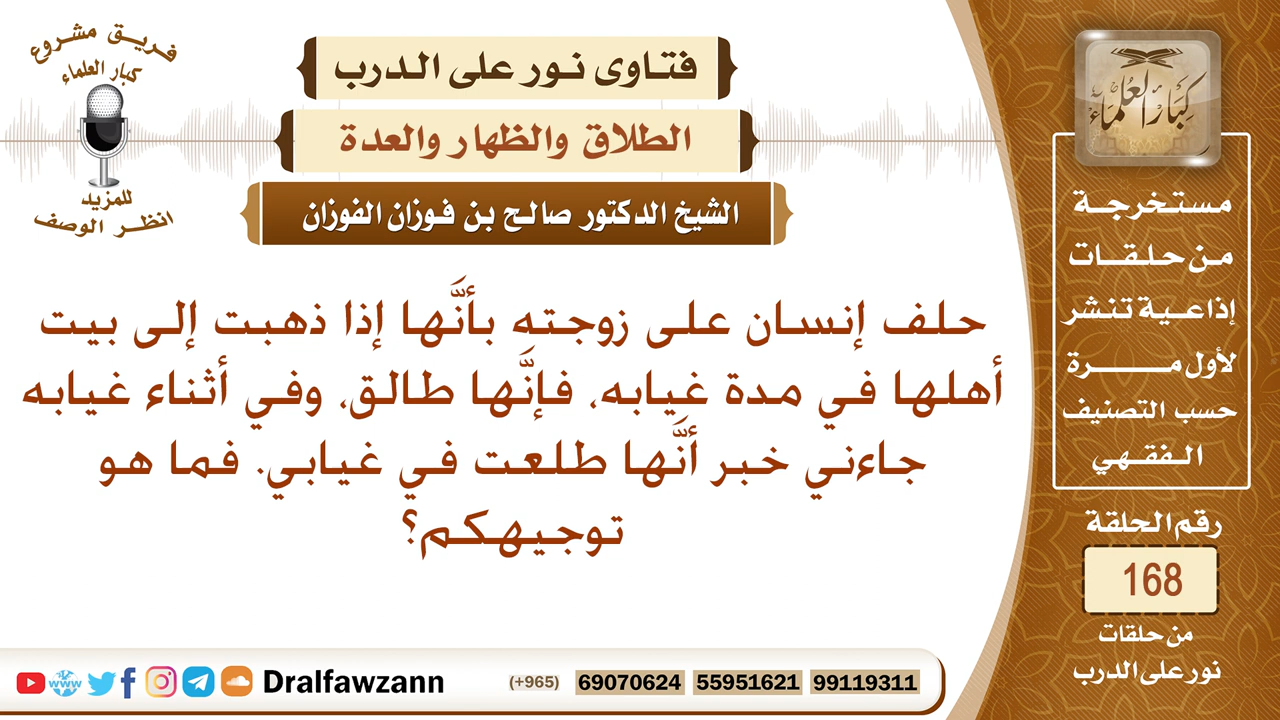 فريق مشروع
كبار العلماء
للمزيد
انظر الوصف
فتاوى نور على الدرب
الطلاق والظهار والعدة
الشيخ الدكتور صالح بن فوزان الفوزان
حلف إنسان على زوجته بأنَّها إذا ذهبت إلى بيت
أهلها في مدة غيابه، فإنَّها طالق، وفي أثناء غيابه
جاءني خبر أنَّها طلعت في غيابي. فما هو
توجيهكم؟
كبار العلماء
مستخرجة
من حلقات
إذاعية تنشر
لأول مرة
حسب التصنيف
الفقهي
رقم الحلقة
168
من حلقات
نور على الدرب
www Dralfawzann (+965) 69070624 55951621 99119311